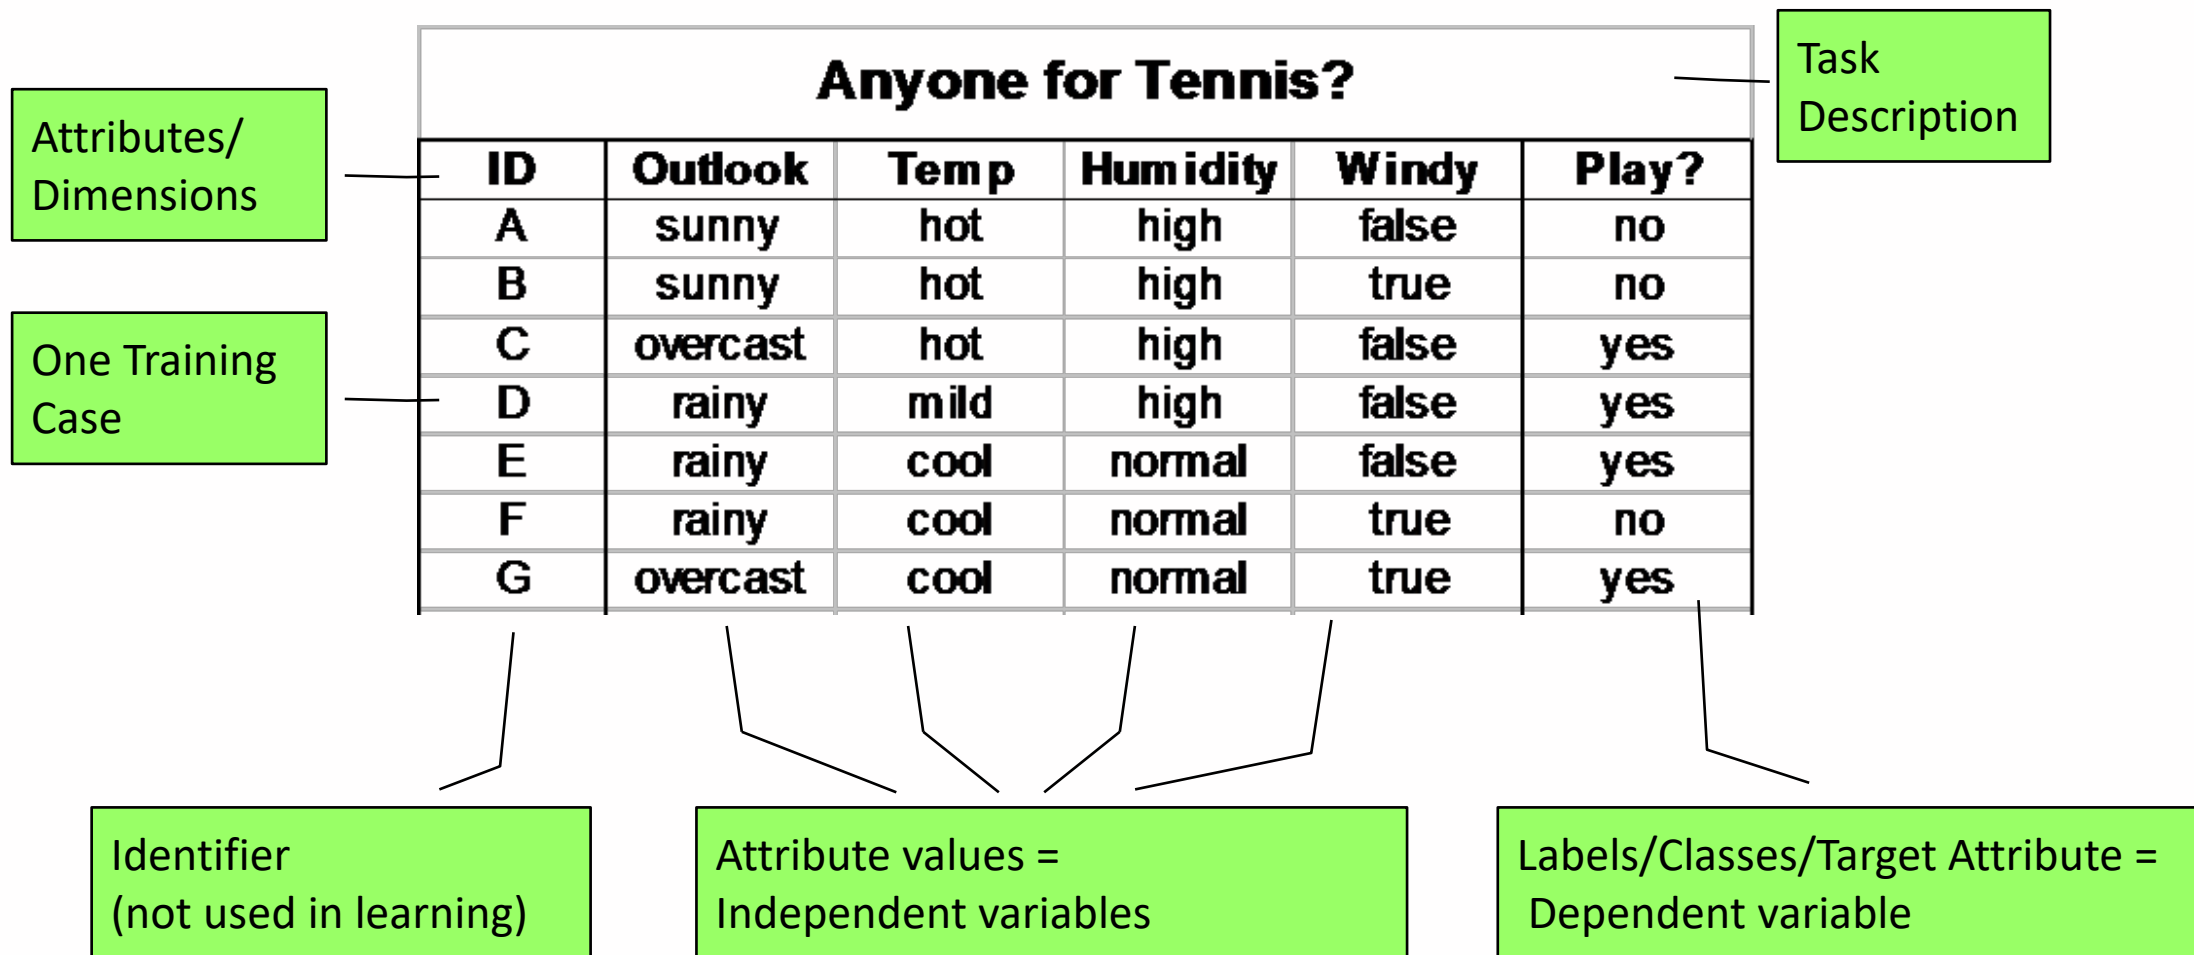 Anyone for Tennis?
Task
Description
Attributes/
Dimensions
ID Outlook Temp Humidity Windy Play?
A sunny hot high false no
B sunny hot high true no
C overcast hot high false yes
One Training
Case
D rainy mild high false yes
E rainy cool normal false yes
F rainy cool normal true no
G overcast cool normal true yes
Identifier
(not used in learning)
Attribute values =
Independent variables
Labels/Classes/Target Attribute =
Dependent variable